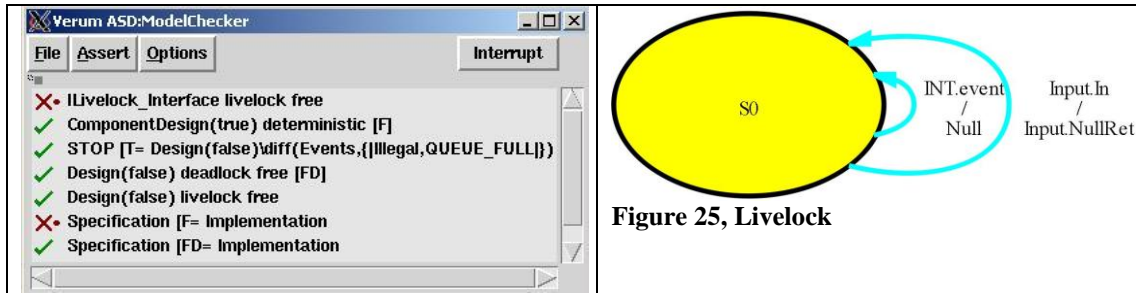 Verum ASD:ModelChecker
File Assert Options Interrupt
ILivelock_Interface livelock free
ComponentDesign(true) deterministic [F]
STOP [T= Design(false)\diff(Events,{|Illegal,QUEUE_FULL|})
Design(false) deadlock free [FD]
Design(false) livelock free
Specification [F= Implementation
Specification [FD= Implementation
S0
INT.event
/
Null
Input.In
/
Input.NullRet
Figure 25, Livelock